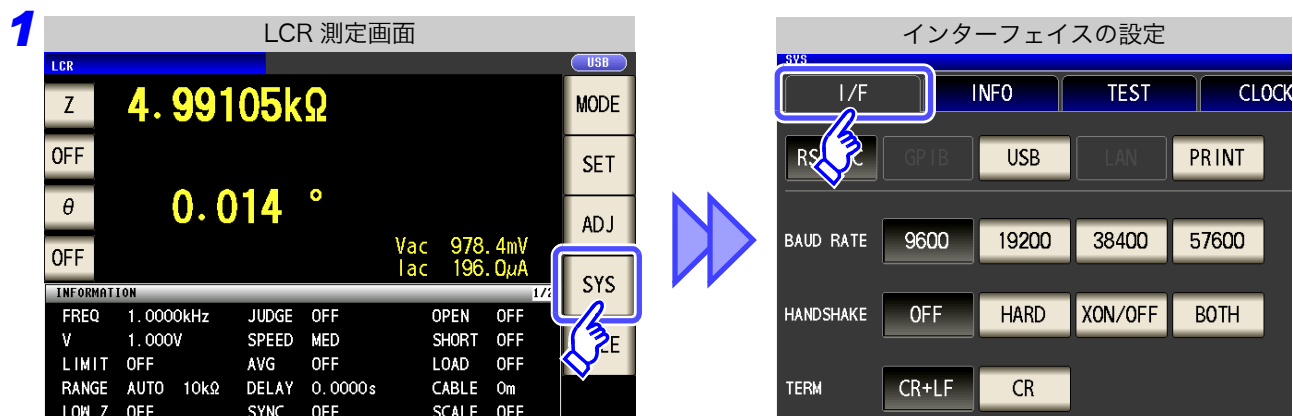 1
LCR 測定画面
LCR
USB
Z
4.99105kΩ
MODE
OFF
SET
θ
0.014 °
ADJ
OFF
Vac 978.4mV
Iac 196.0μA
SYS
INFORMATION
FREQ 1.0000kHz JUDGE OFF OPEN OFF
V 1.000V SPEED MED SHORT OFF
LIMIT OFF AVG OFF LOAD OFF
RANGE AUTO 10kΩ DELAY 0.0000s CABLE 0m
LOW Z OFF SYNC OFF SCALE OFF
インターフェイスの設定
SYS
I/F INFO TEST CLOCK
GPIB USB LAN PRINT
BAUD RATE 9600 19200 38400 57600
HANDSHAKE OFF HARD XON/OFF BOTH
TERM CR+LF CR